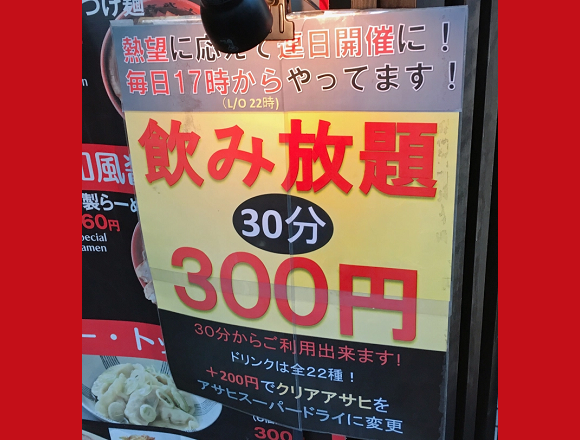 つけ麺
熱望に応えて連日開催に！
毎日17時からやってます！
（L/O 22時）
飲み放題
30分
300円
30分からご利用出来ます！
ドリンクは全22種！
＋200円でクリアアサヒを
アサヒスーパードライに変更
和風醤
製らーめ
60円
pecial
amen
ー・トッ
300